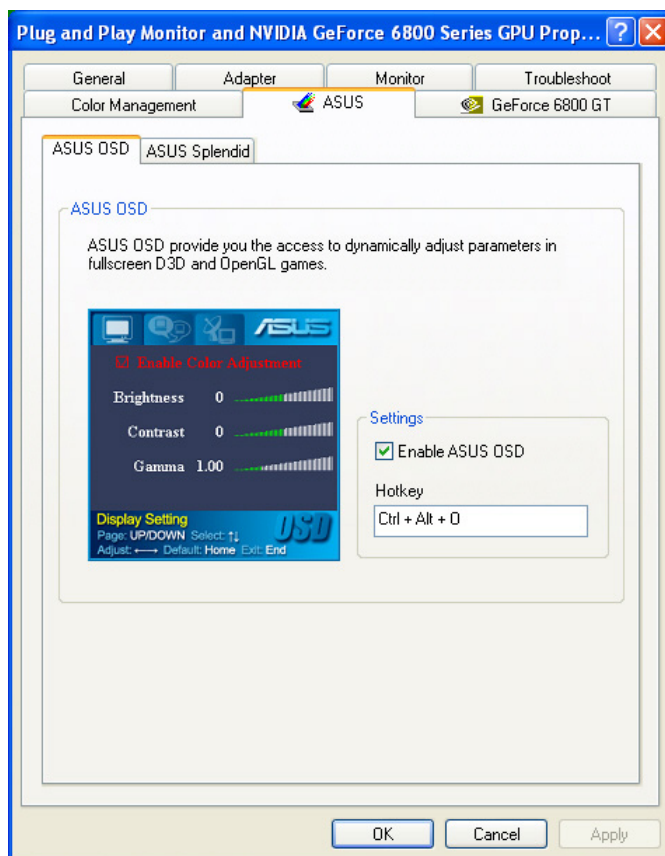 Plug and Play Monitor and NVIDIA GeForce 6800 Series GPU Prop...
General Adapter Monitor Troubleshoot
Color Management ASUS GeForce 6800 GT
ASUS OSD ASUS Splendid
ASUS OSD
ASUS OSD provide you the access to dynamically adjust parameters in
fullscreen D3D and OpenGL games.
ASUS
Enable Color Adjustment
Brightness 0
Contrast 0
Gamma 1.00
Display Setting
Page: UP/DOWN Select: ↑↓
Adjust: ←→ Default: Home Exit: End
OSD
Settings
Enable ASUS OSD
Hotkey
Ctrl + Alt + O
OK Cancel Apply